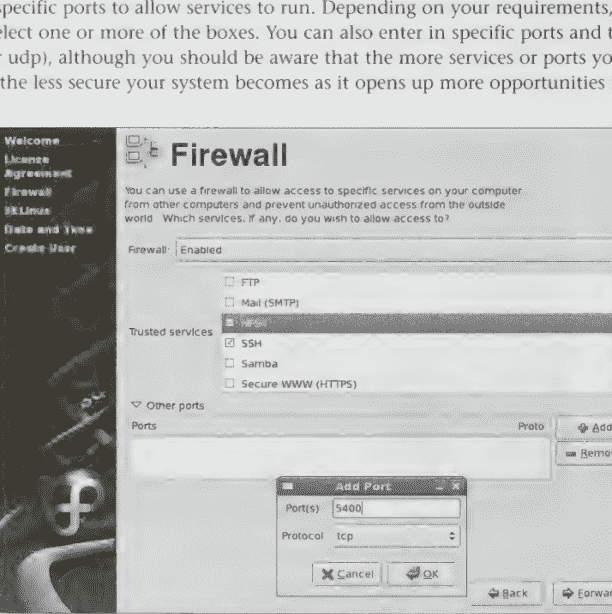 specific ports to allow services to run. Depending on your requirements,
elect one or more of the boxes. You can also enter in specific ports and t
r udp), although you should be aware that the more services or ports yo
the less secure your system becomes as it opens up more opportunities
Welcome
License
Agreement
Firewall
SELinux
Date and Time
Create User
Firewall
You can use a firewall to allow access to specific services on your computer
from other computers and prevent unauthorized access from the outside
world Which services, if any, do you wish to allow access to?
Firewall: Enabled
Trusted services
FTP
Mail (SMTP)
NFS4
SSH
Samba
Secure WWW (HTTPS)
Other ports
Ports Proto
Add
Remo
Add Port
Port(s) 5400
Protocol tcp
Cancel OK
Back Forwa